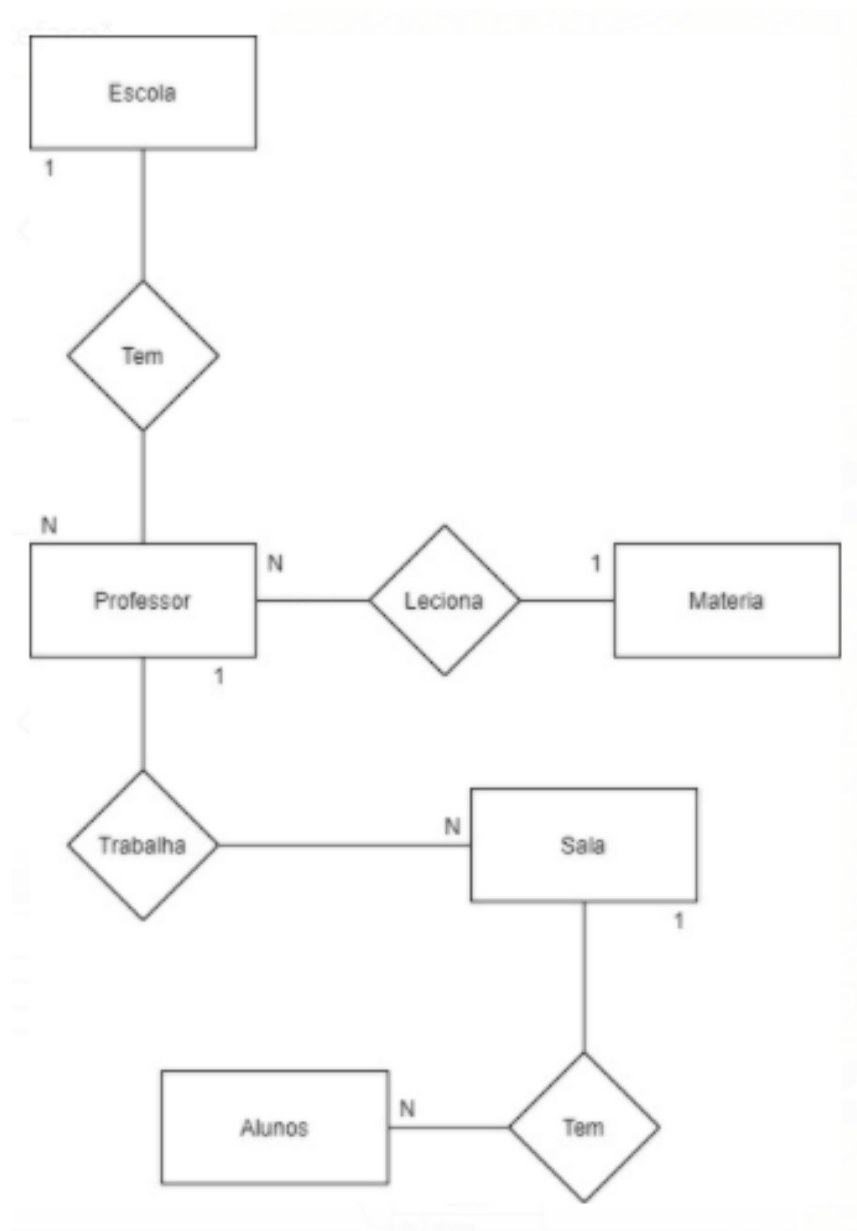 Escola
1
Tem
N
N
1
Professor
Leciona
Materia
1
N
Trabalha
Sala
1
N
Alunos
Tem